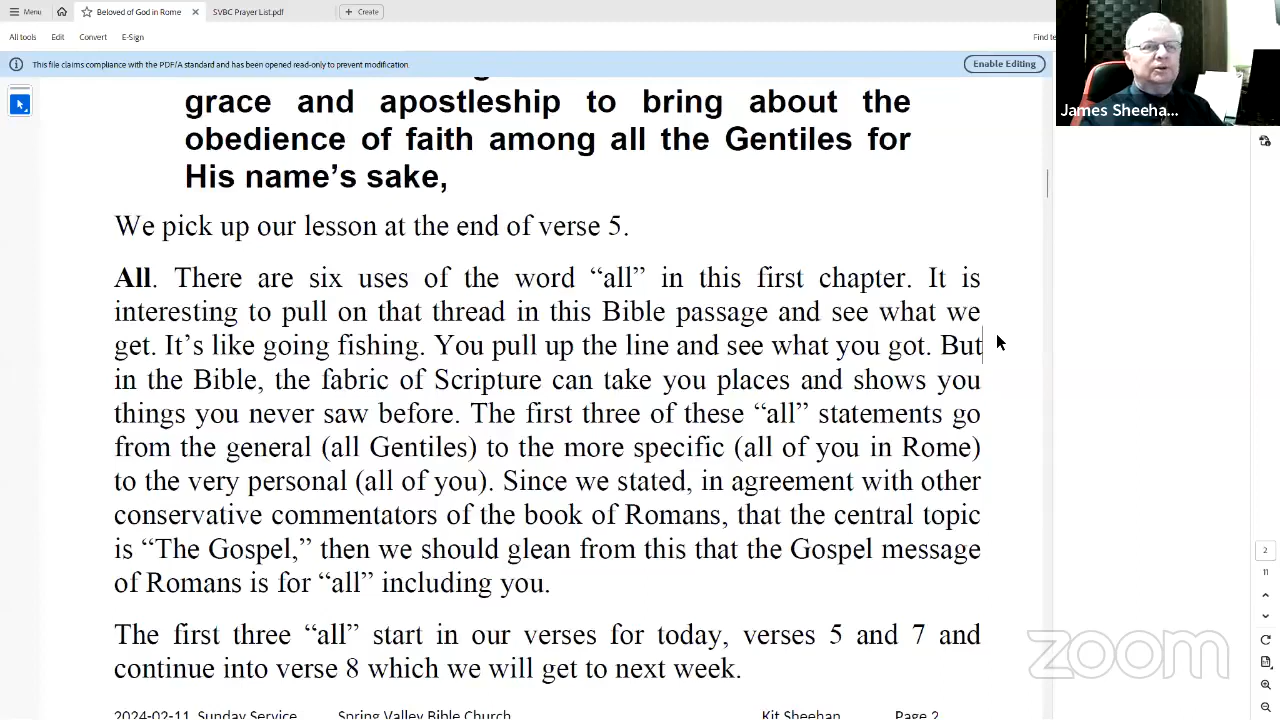 Menu
Beloved of God in Rome
SVBC Prayer List.pdf
Create
All tools Edit Convert E-Sign
Find te
This file claims compliance with the PDF/A standard and has been opened read-only to prevent modification.
Enable Editing
James Sheeha...
grace and apostleship to bring about the
obedience of faith among all the Gentiles for
His name’s sake,
We pick up our lesson at the end of verse 5.
All. There are six uses of the word “all” in this first chapter. It is
interesting to pull on that thread in this Bible passage and see what we
get. It’s like going fishing. You pull up the line and see what you got. But
in the Bible, the fabric of Scripture can take you places and shows you
things you never saw before. The first three of these “all” statements go
from the general (all Gentiles) to the more specific (all of you in Rome)
to the very personal (all of you). Since we stated, in agreement with other
conservative commentators of the book of Romans, that the central topic
is “The Gospel,” then we should glean from this that the Gospel message
of Romans is for “all” including you.
The first three “all” start in our verses for today, verses 5 and 7 and
continue into verse 8 which we will get to next week.
2024-02-11 Sunday Service Spring Valley Bible Church Kit Sheehan Page 2
2
11
zoom